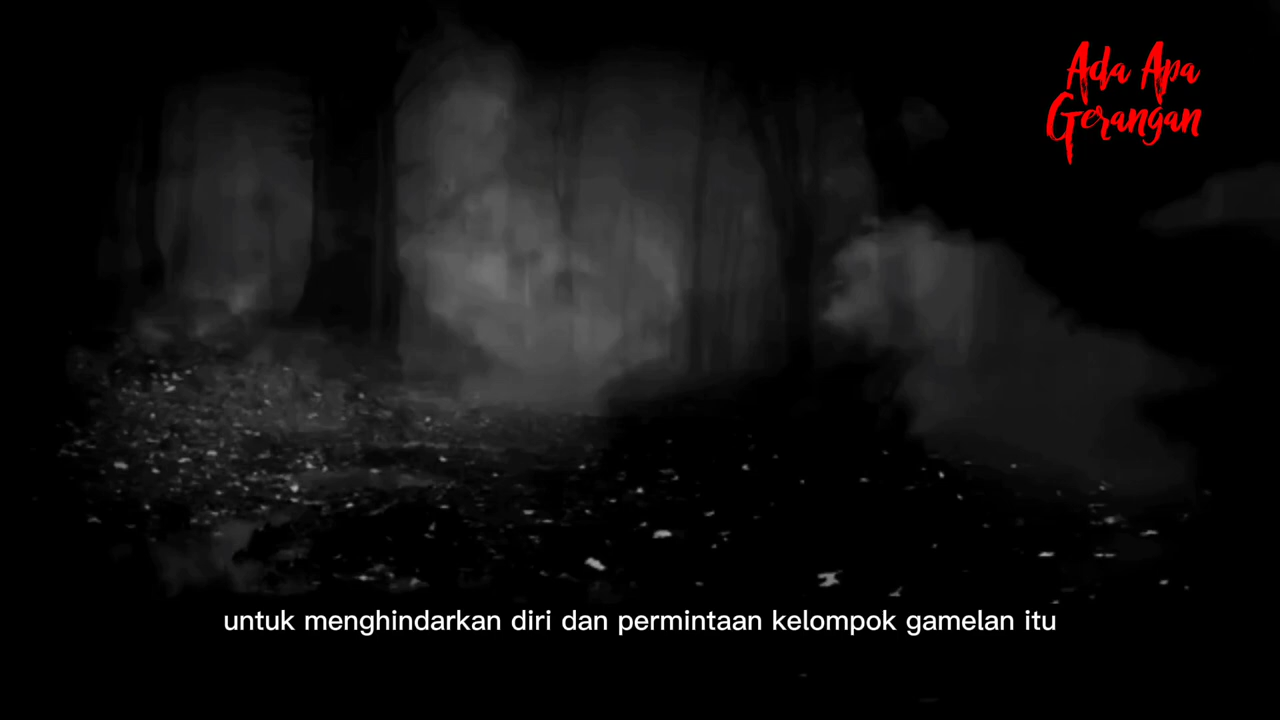 Ada Apa
Gerangan
untuk menghindarkan diri dan permintaan kelompok gamelan itu